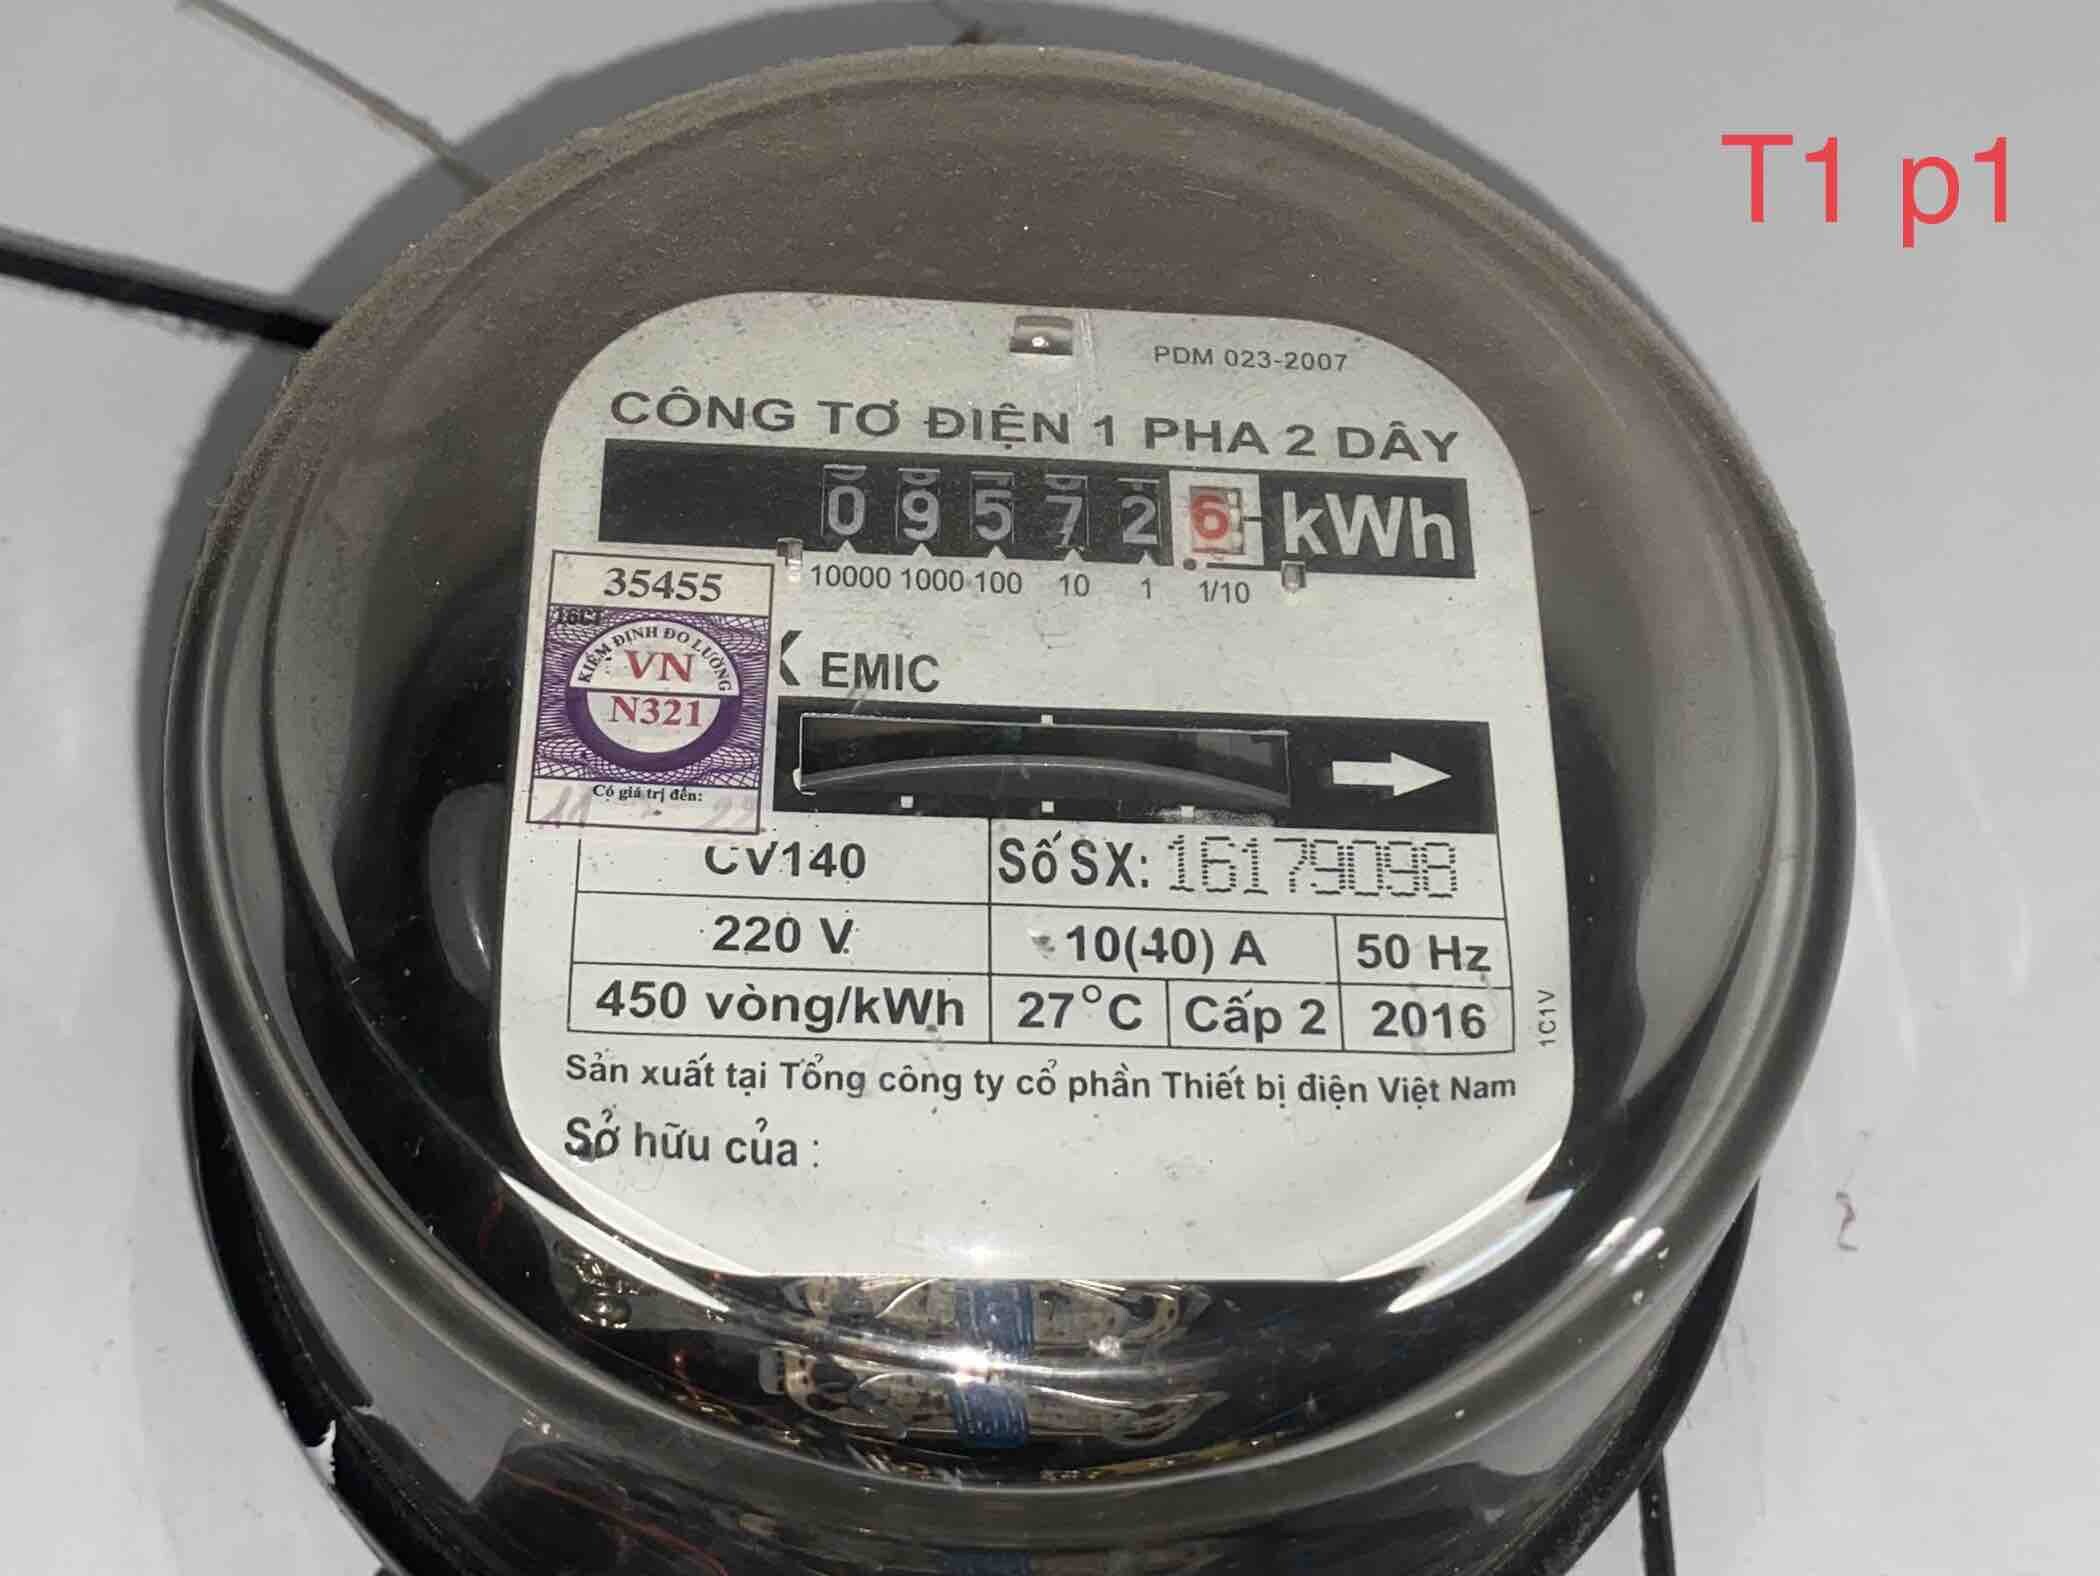 T1 p1
PDM 023-2007
CÔNG TƠ ĐIỆN 1 PHA 2 DÂY
0 9 5 7 2 6 kWh
10000 1000 100 10 1 1/10
35455
16CT
KIỂM ĐỊNH ĐO LƯỜNG
VN
N321
Có giá trị đến:
EMIC
CV140 Số SX: 16179098
220 V 10(40) A 50 Hz
450 vòng/kWh 27°C Cấp 2 2016
1C1V
Sản xuất tại Tổng công ty cổ phần Thiết bị điện Việt Nam
Sở hữu của :